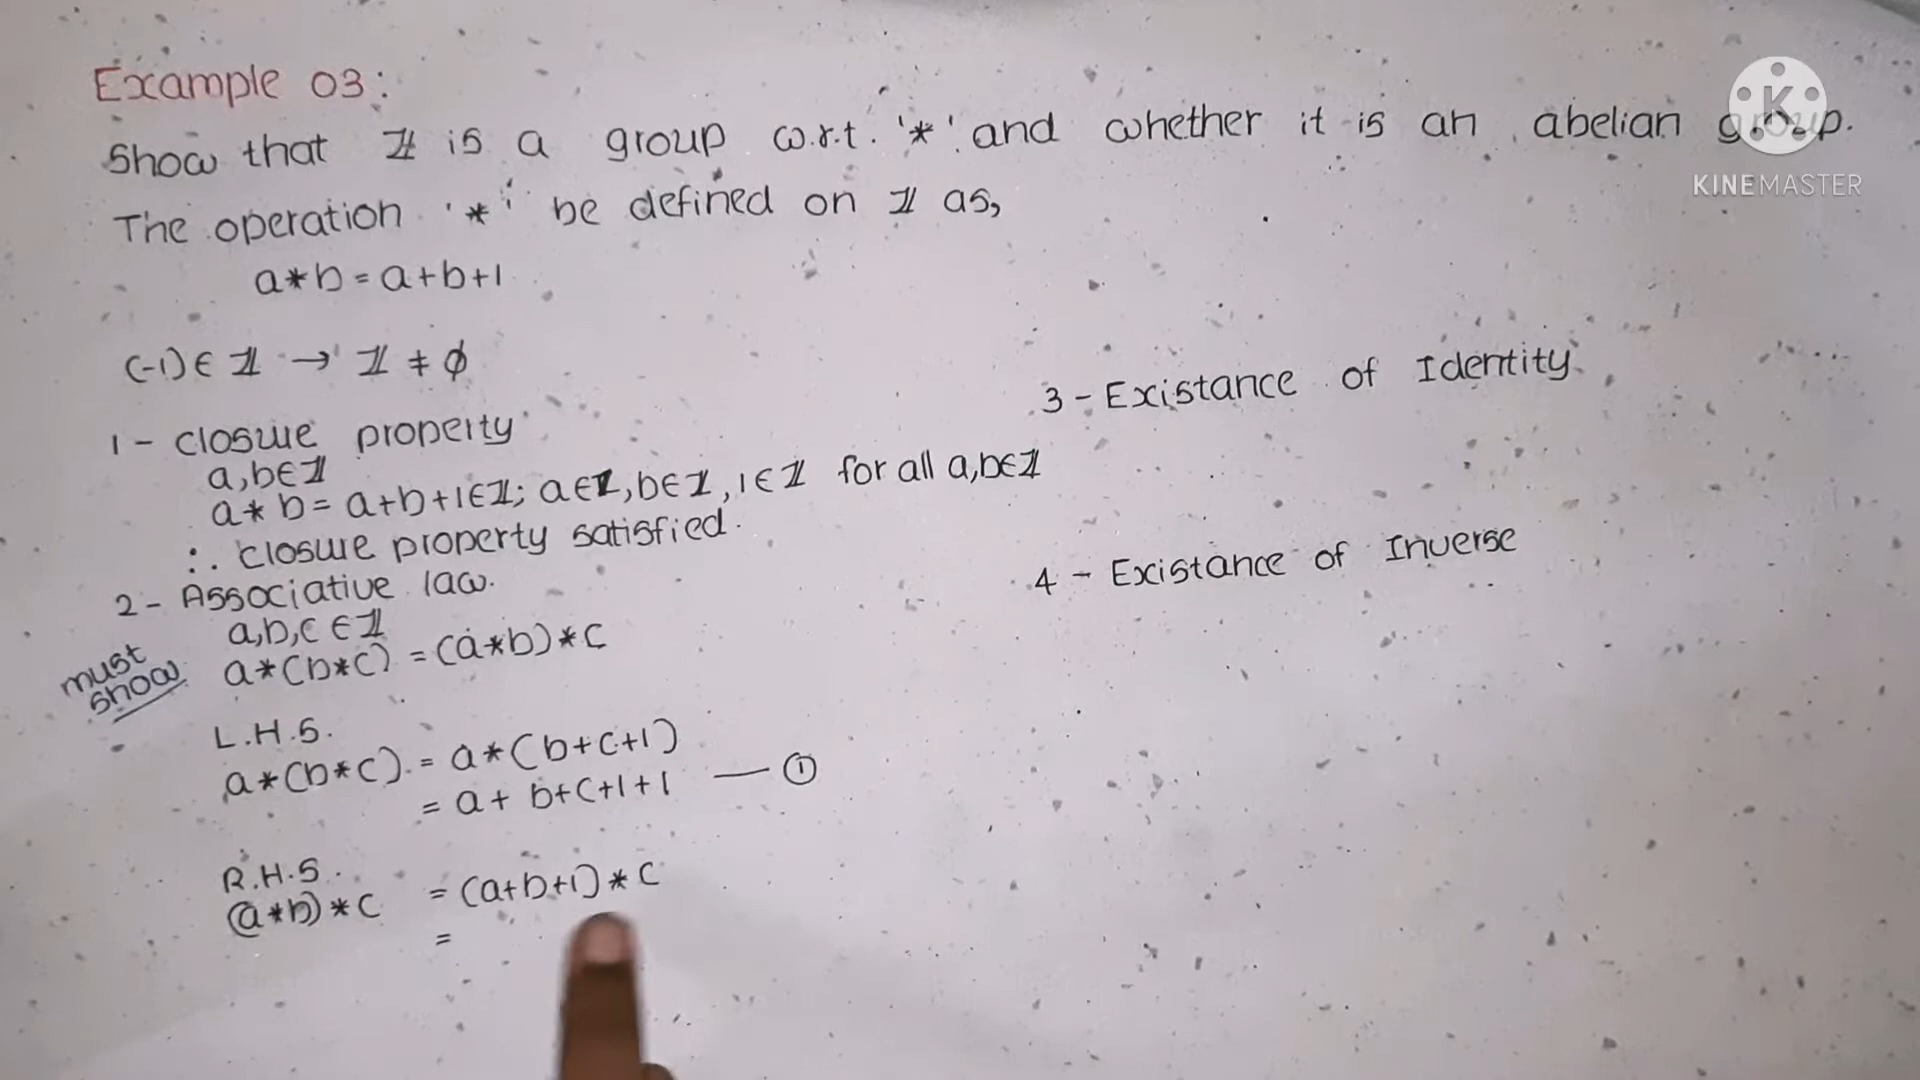 Example 03:
Show that ℤ is a group w.r.t. '*' and whether it is an abelian group.
The operation '*' be defined on ℤ as,
a*b = a+b+1
(-1) ∈ ℤ → ℤ ≠ ϕ
1 - closure property
a,b∈ℤ
a*b = a+b+1∈ℤ; a∈ℤ, b∈ℤ, 1∈ℤ for all a,b∈ℤ
∴ closure property satisfied.
2 - Associative law.
a,b,c ∈ℤ
must show
a*(b*c) = (a*b)*c
L.H.S.
a*(b*c) = a*(b+c+1)
= a+b+c+1+1 — ①
R.H.S.
(a*b)*c = (a+b+1)*c
=
3 - Existance of Identity
4 - Existance of Inverse
K
KINEMASTER